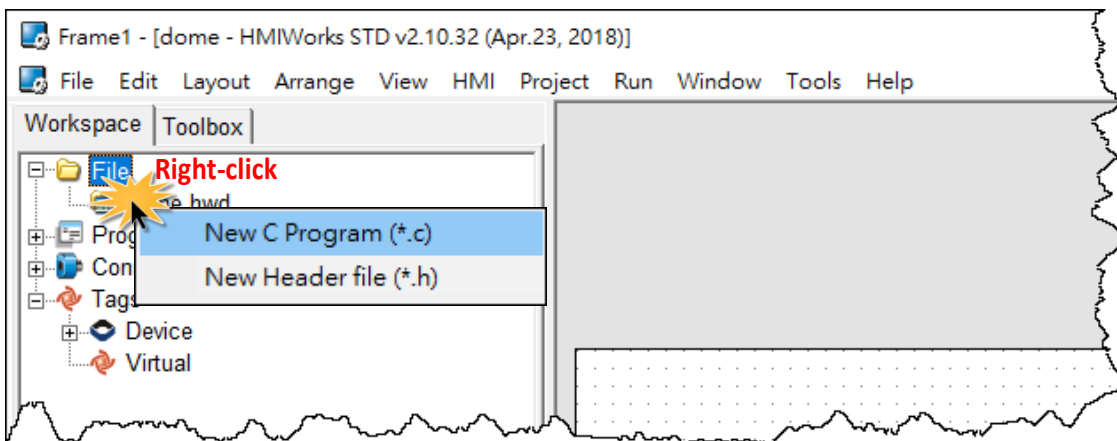 Frame1 - [dome - HMIWorks STD v2.10.32 (Apr.23, 2018)]
File Edit Layout Arrange View HMI Project Run Window Tools Help
Workspace Toolbox
File Right-click
hwd
New C Program (*.c)
New Header file (*.h)
Tags
Device
Virtual